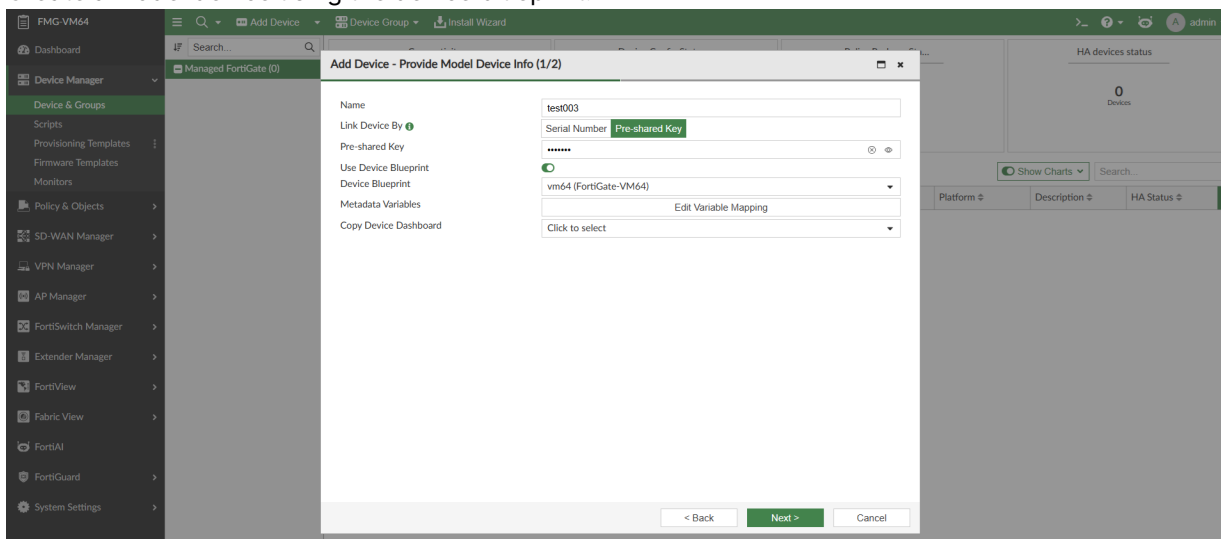 FMG-VM64
Add Device
Device Group
Install Wizard
admin
Dashboard
Device Manager
Device & Groups
Scripts
Provisioning Templates
Firmware Templates
Monitors
Policy & Objects
SD-WAN Manager
VPN Manager
AP Manager
FortiSwitch Manager
Extender Manager
FortiView
Fabric View
FortiAI
FortiGuard
System Settings
Search...
Managed FortiGate (0)
HA devices status
0
Devices
Show Charts
Search...
Platform
Description
HA Status
Add Device - Provide Model Device Info (1/2)
Name
test003
Link Device By
Serial Number
Pre-shared Key
Pre-shared Key
•••••••
Use Device Blueprint
Device Blueprint
vm64 (FortiGate-VM64)
Metadata Variables
Edit Variable Mapping
Copy Device Dashboard
Click to select
< Back
Next >
Cancel